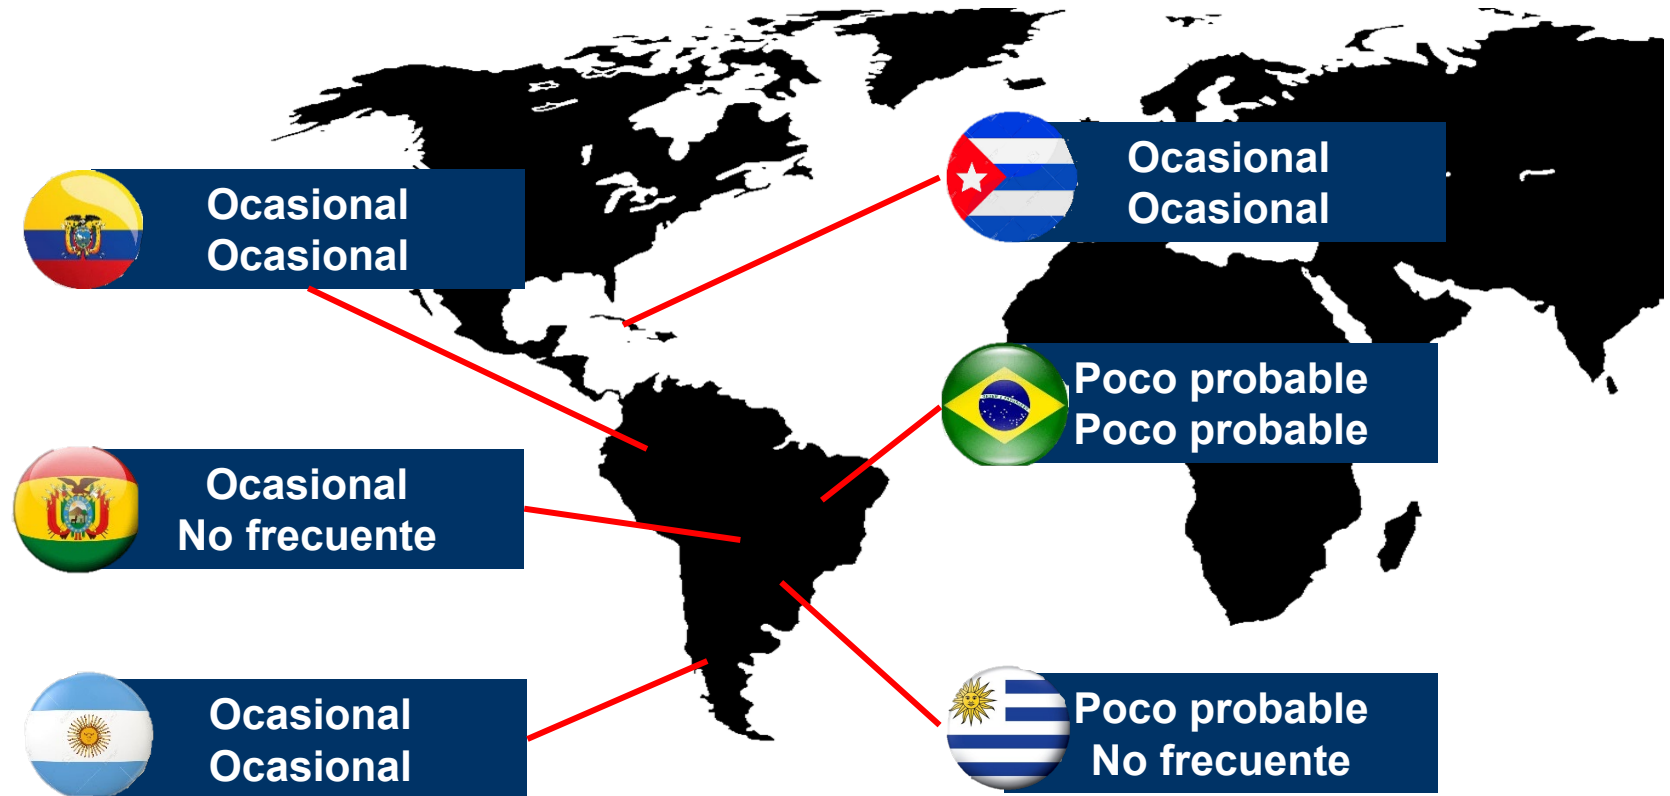 Ocasional
Ocasional
Ocasional
Ocasional
Poco probable
Poco probable
Ocasional
No frecuente
Ocasional
Ocasional
Poco probable
No frecuente